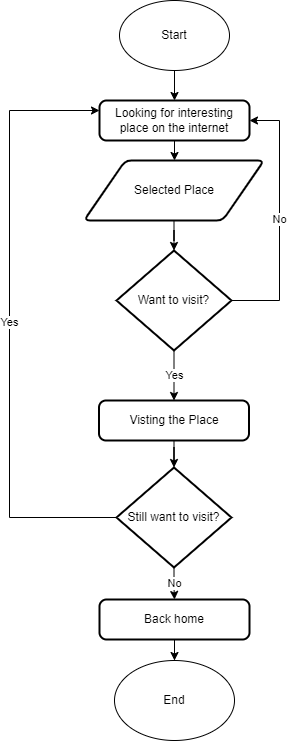 Start
Looking for interesting
place on the internet
Selected Place
No
Want to visit?
Yes
Yes
Visting the Place
Still want to visit?
No
Back home
End